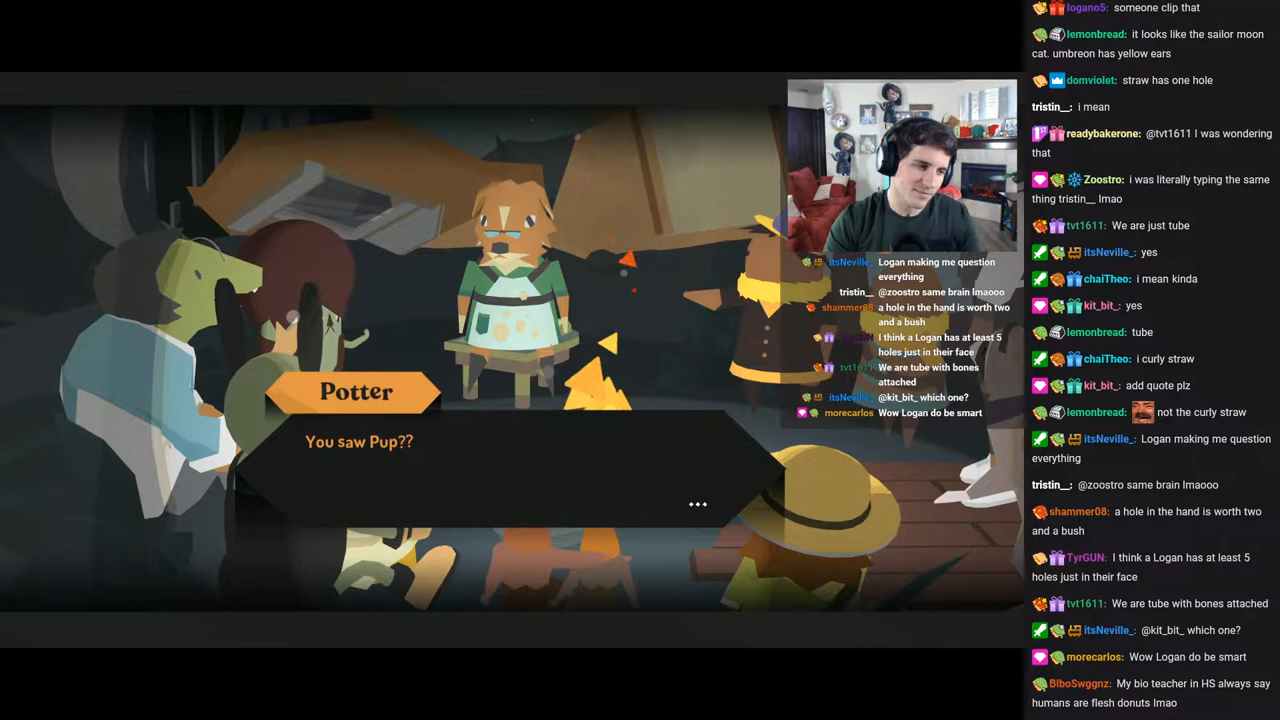 Potter
You saw Pup??
...
itsNeville_ Logan making me question
everything
tristin__ @zoostro same brain lmaooo
shammer08 a hole in the hand is worth two
and a bush
I think a Logan has at least 5
holes just in their face
tvt1611 We are tube with bones
attached
itsNeville_ @kit_bit_ which one?
morecarlos Wow Logan do be smart
logano5: someone clip that
lemonbread: it looks like the sailor moon
cat. umbreon has yellow ears
domviolet: straw has one hole
tristin__: i mean
readybakerone: @tvt1611 I was wondering
that
Zoostro: i was literally typing the same
thing tristin__ lmao
tvt1611: We are just tube
itsNeville_: yes
chaiTheo: i mean kinda
kit_bit_: yes
lemonbread: tube
chaiTheo: i curly straw
kit_bit_: add quote plz
lemonbread: not the curly straw
itsNeville_: Logan making me question
everything
tristin__: @zoostro same brain lmaooo
shammer08: a hole in the hand is worth two
and a bush
TyrGUN: I think a Logan has at least 5
holes just in their face
tvt1611: We are tube with bones attached
itsNeville_: @kit_bit_ which one?
morecarlos: Wow Logan do be smart
BlboSwggnz: My bio teacher in HS always say
humans are flesh donuts lmao